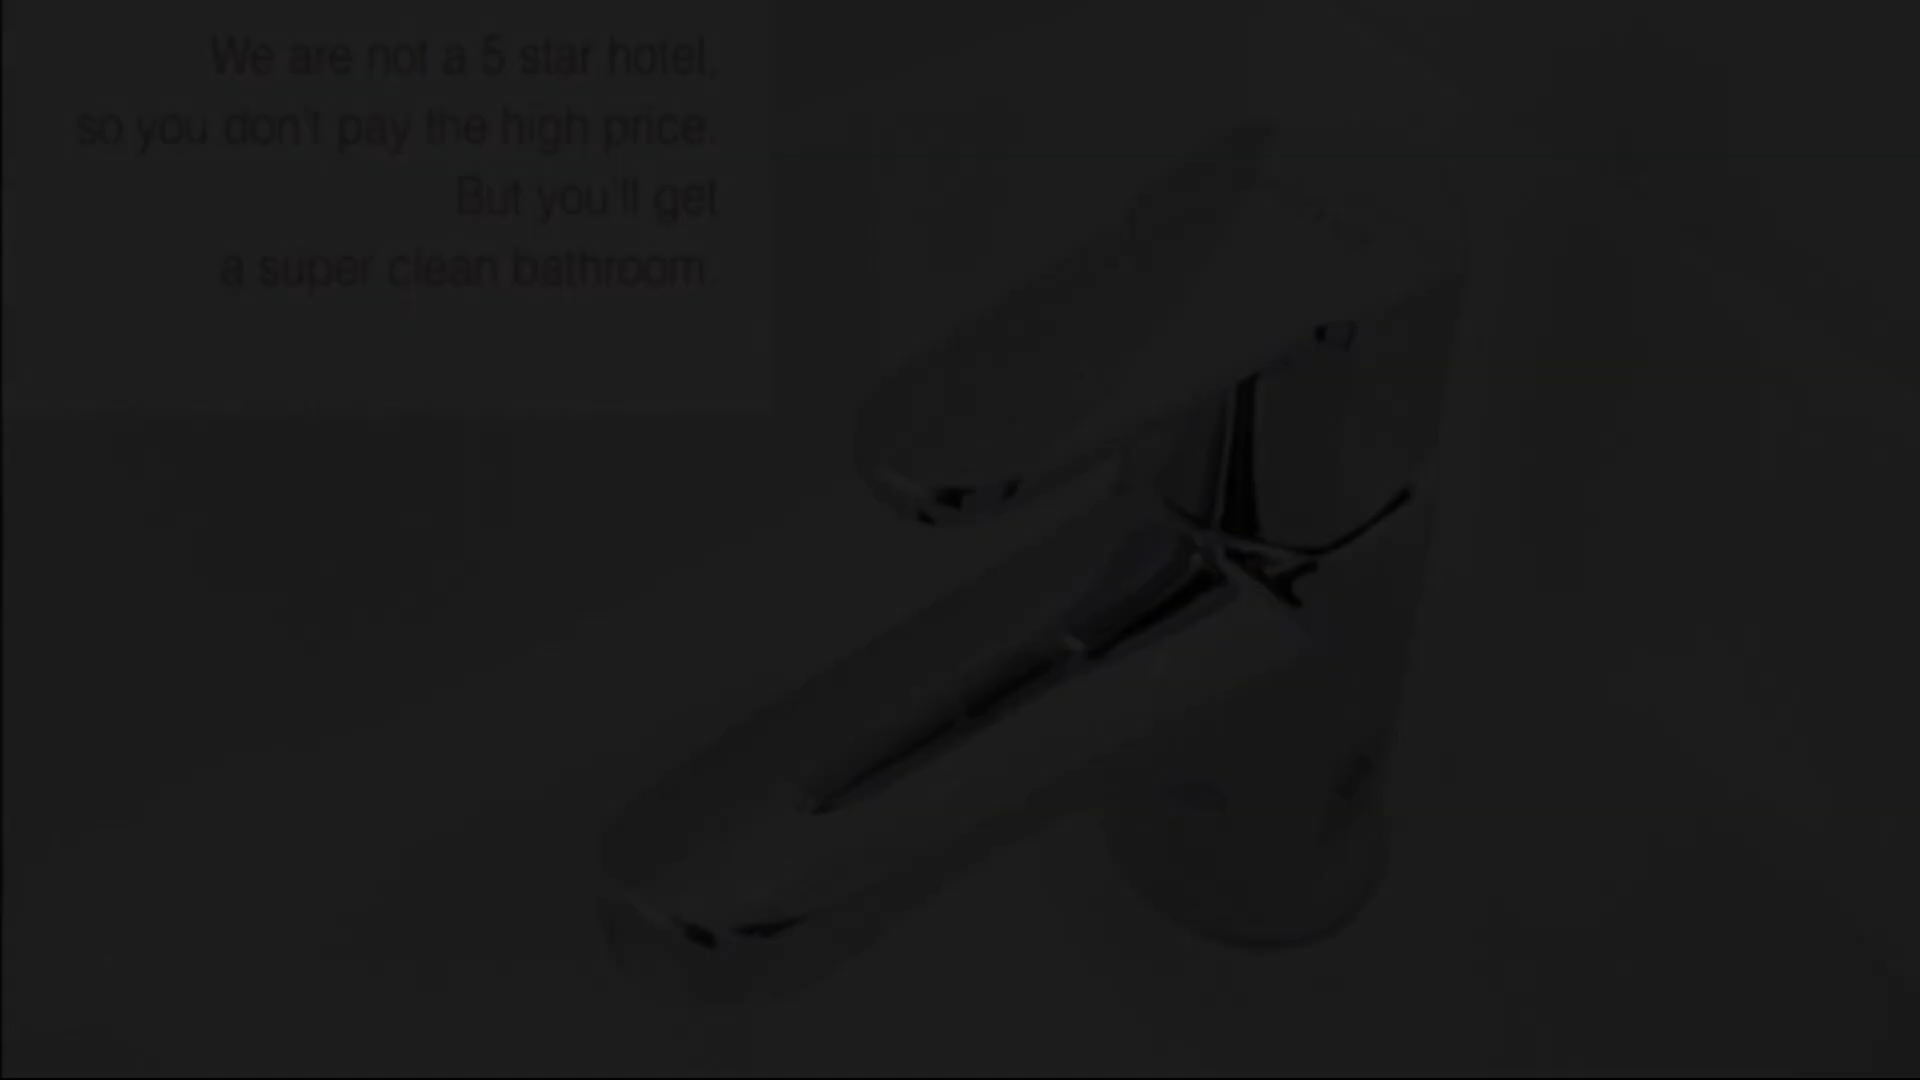 We are not a 5 star hotel,
so you don't pay the high price.
But you'll get
a super clean bathroom.